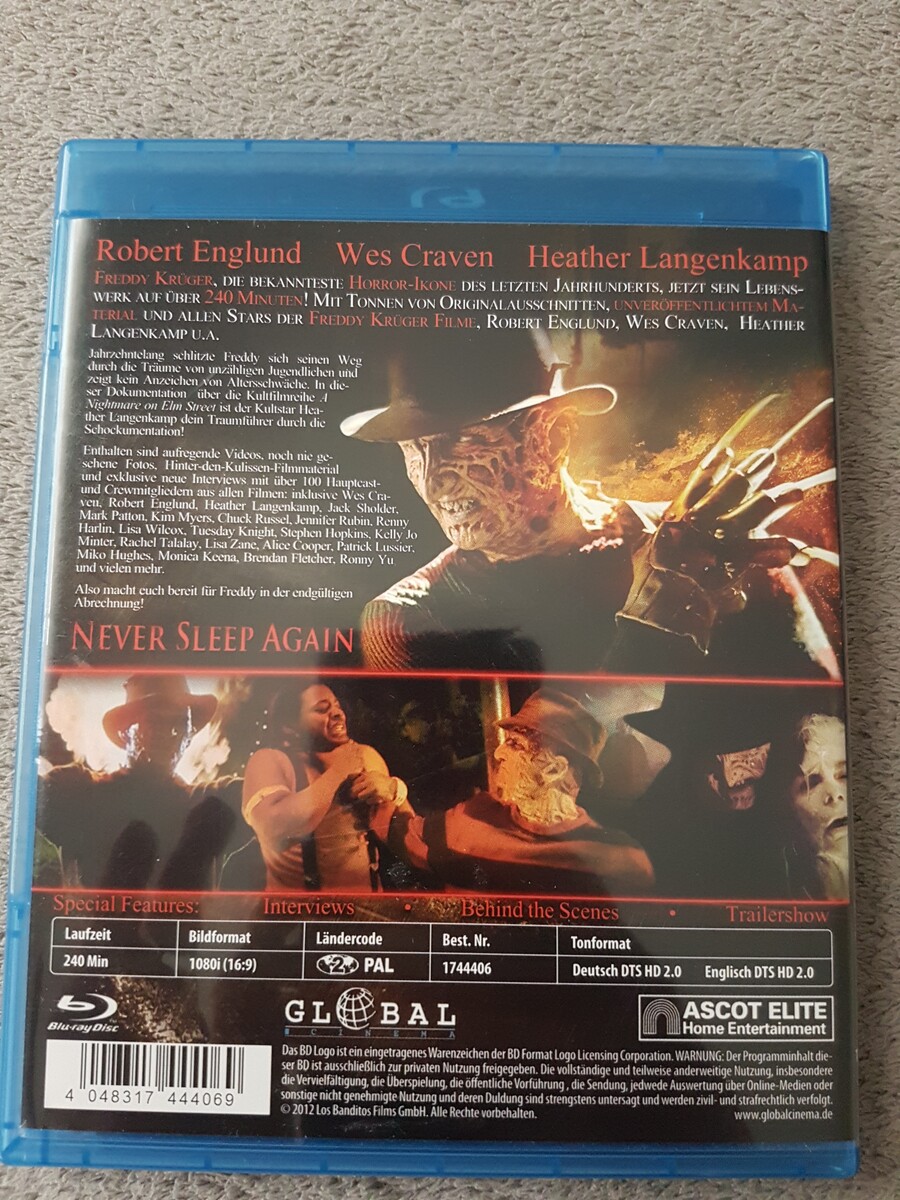 Robert Englund Wes Craven Heather Langenkamp
Freddy Krüger, die bekannteste Horror-Ikone des letzten Jahrhunderts, jetzt sein Lebens-
werk auf über 240 Minuten! Mit Tonnen von Originalausschnitten, unveröffentlichtem Ma-
terial und allen Stars der Freddy Krüger Filme, Robert Englund, Wes Craven, Heather
Langenkamp u.a.
Jahrzehntelang schlitzte Freddy sich seinen Weg
durch die Träume von unzähligen Jugendlichen und
zeigt kein Anzeichen von Altersschwäche. In die-
ser Dokumentation über die Kultfilmreihe A
Nightmare on Elm Street ist der Kultstar Hea-
ther Langenkamp dein Traumführer durch die
Schockumentation!
Enthalten sind aufregende Videos, noch nie ge-
sehene Fotos, Hinter-den-Kulissen-Filmmaterial
und exklusive neue Interviews mit über 100 Hauptcast-
und Crewmitgliedern aus allen Filmen: inklusive Wes Cra-
ven, Robert Englund, Heather Langenkamp, Jack Sholder,
Mark Patton, Kim Myers, Chuck Russel, Jennifer Rubin, Renny
Harlin, Lisa Wilcox, Tuesday Knight, Stephen Hopkins, Kelly Jo
Minter, Rachel Talalay, Lisa Zane, Alice Cooper, Patrick Lussier,
Miko Hughes, Monica Keena, Brendan Fletcher, Ronny Yu
und vielen mehr.
Also macht euch bereit für Freddy in der endgültigen
Abrechnung!
Never Sleep Again
Special Features: Interviews • Behind the Scenes • Trailershow
Laufzeit Bildformat Ländercode Best. Nr. Tonformat
240 Min 1080i (16:9) 2 PAL 1744406 Deutsch DTS HD 2.0 Englisch DTS HD 2.0
Blu-ray Disc
GLOBAL
CINEMA
ASCOT ELITE
Home Entertainment
4 048317 444069
Das BD Logo ist ein eingetragenes Warenzeichen der BD Format Logo Licensing Corporation. WARNUNG: Der Programminhalt die-
ser BD ist ausschließlich zur privaten Nutzung freigegeben. Die vollständige und teilweise anderweitige Nutzung, insbesondere
die Vervielfältigung, die Überspielung, die öffentliche Vorführung , die Sendung, jedwede Auswertung über Online-Medien oder
sonstige nicht genehmigte Nutzung und deren Duldung sind strengstens untersagt und werden zivil- und strafrechtlich verfolgt.
© 2012 Los Banditos Films GmbH. Alle Rechte vorbehalten. www.globalcinema.de